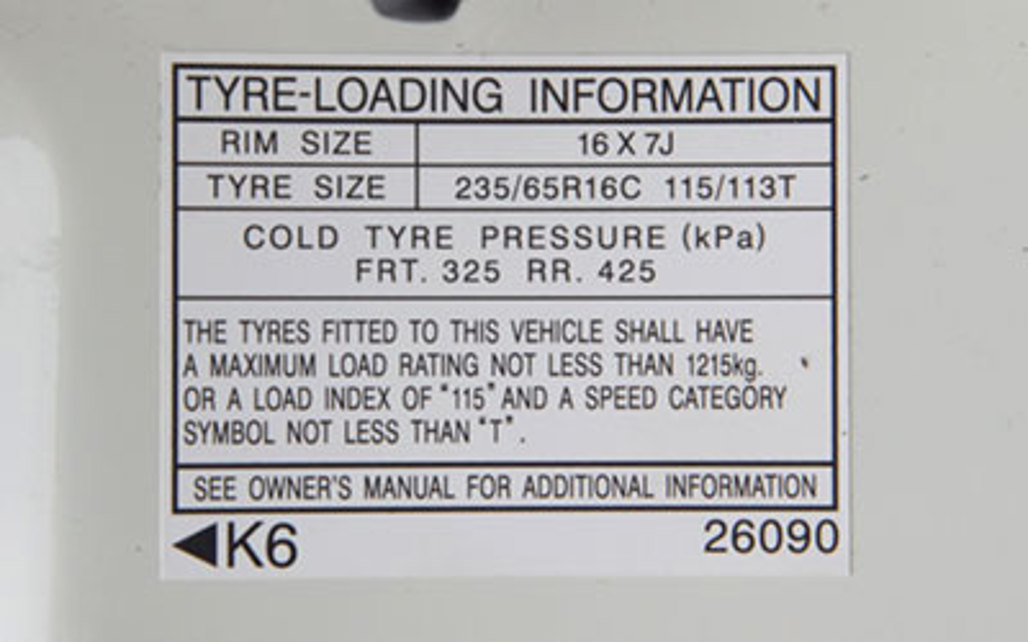 TYRE-LOADING INFORMATION
RIM SIZE 16 X 7J
TYRE SIZE 235/65R16C 115/113T
COLD TYRE PRESSURE (kPa)
FRT. 325 RR. 425
THE TYRES FITTED TO THIS VEHICLE SHALL HAVE
A MAXIMUM LOAD RATING NOT LESS THAN 1215kg.
OR A LOAD INDEX OF "115" AND A SPEED CATEGORY
SYMBOL NOT LESS THAN "T".
SEE OWNER'S MANUAL FOR ADDITIONAL INFORMATION
◀K6 26090